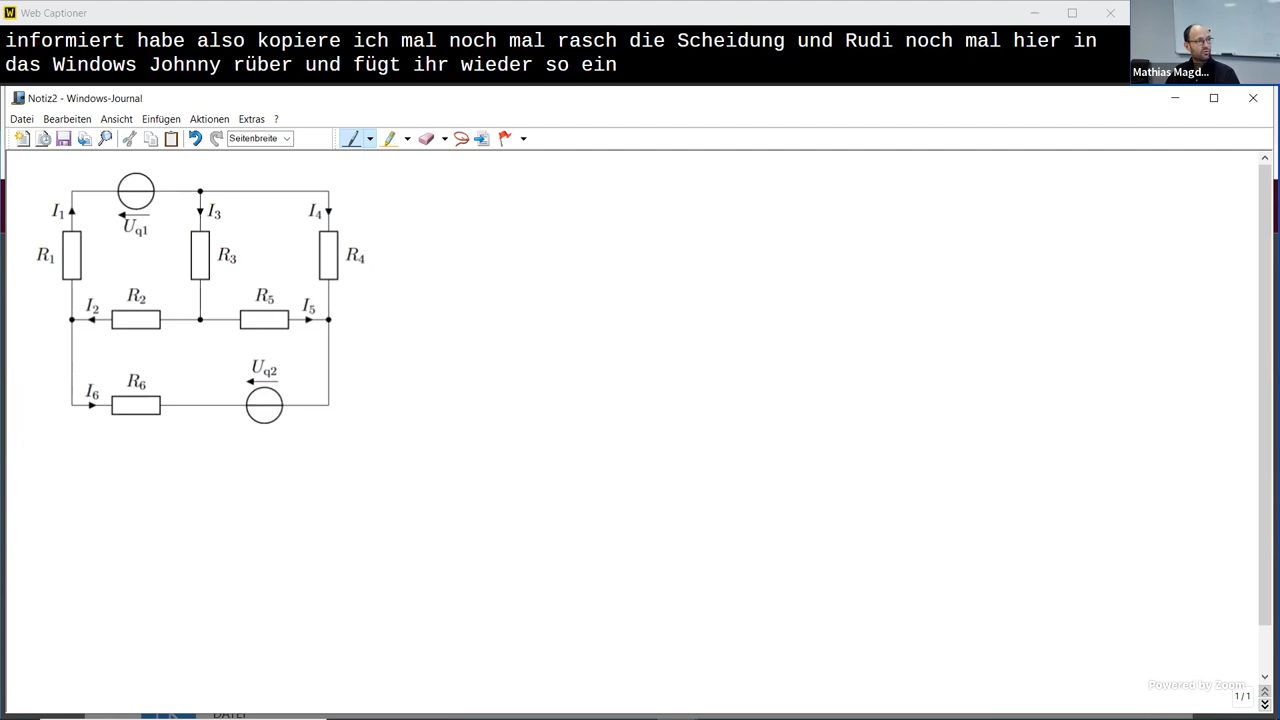 Web Captioner
informiert habe also kopiere ich mal noch mal rasch die Scheidung und Rudi noch mal hier in
das Windows Johnny rüber und fügt ihr wieder so ein
Mathias Magd...
Notiz2 - Windows-Journal
Datei Bearbeiten Ansicht Einfügen Aktionen Extras ?
Seitenbreite
I1 Uq1 I3 I4
R1 R3 R4
I2 R2 R5 I5
I6 R6 Uq2
Powered by Zoom
1/1